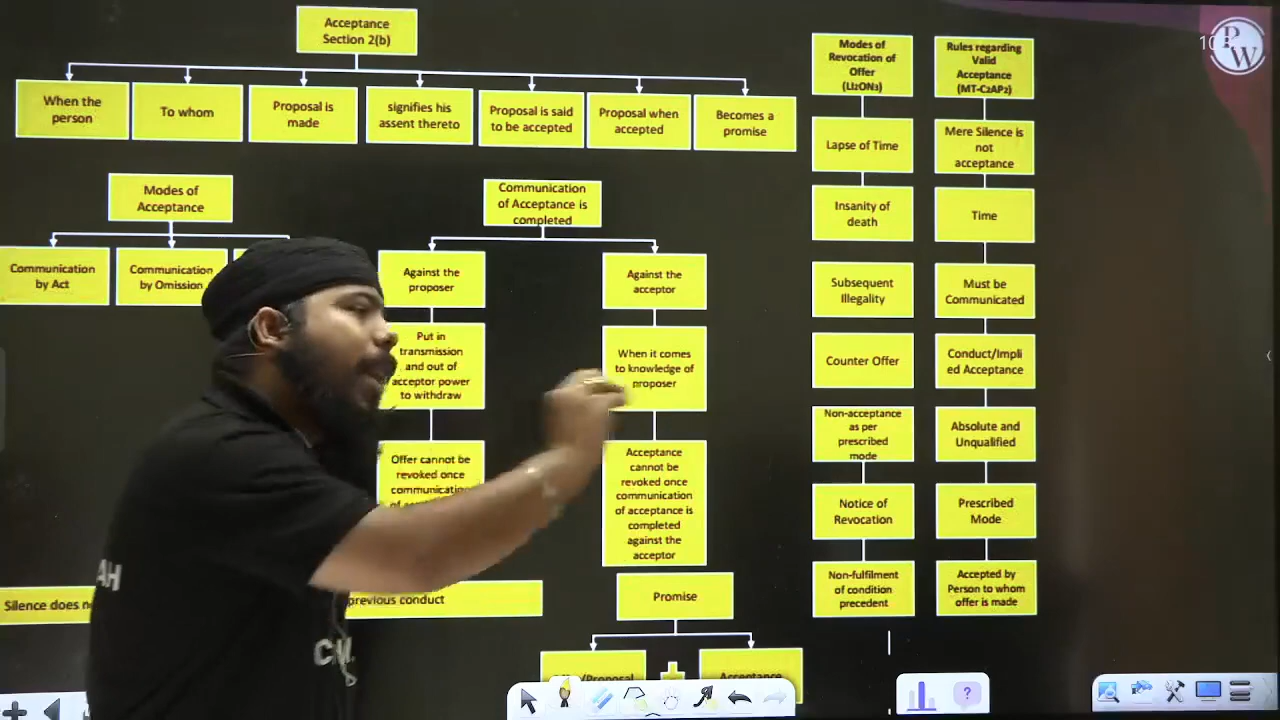 Acceptance
Section 2(b)
When the
person
To whom
Proposal is
made
signifies his
assent thereto
Proposal is said
to be accepted
Proposal when
accepted
Becomes a
promise
Modes of
Acceptance
Communication
by Act
Communication
by Omission
Communication
of Acceptance is
completed
Against the
proposer
Put in
transmission
and out of
acceptor power
to withdraw
Offer cannot be
revoked once
communication
Against the
acceptor
When it comes
to knowledge of
proposer
Acceptance
cannot be
revoked once
communication
of acceptance is
completed
against the
acceptor
Silence does
previous conduct
Promise
/Proposal
Acceptance
Modes of
Revocation of
Offer
(LI2ON3)
Lapse of Time
Insanity of
death
Subsequent
Illegality
Counter Offer
Non-acceptance
as per
prescribed
mode
Notice of
Revocation
Non-fulfilment
of condition
precedent
Rules regarding
Valid
Acceptance
(MT-C2AP2)
Mere Silence is
not
acceptance
Time
Must be
Communicated
Conduct/Impli
ed Acceptance
Absolute and
Unqualified
Prescribed
Mode
Accepted by
Person to whom
offer is made
PW
AH